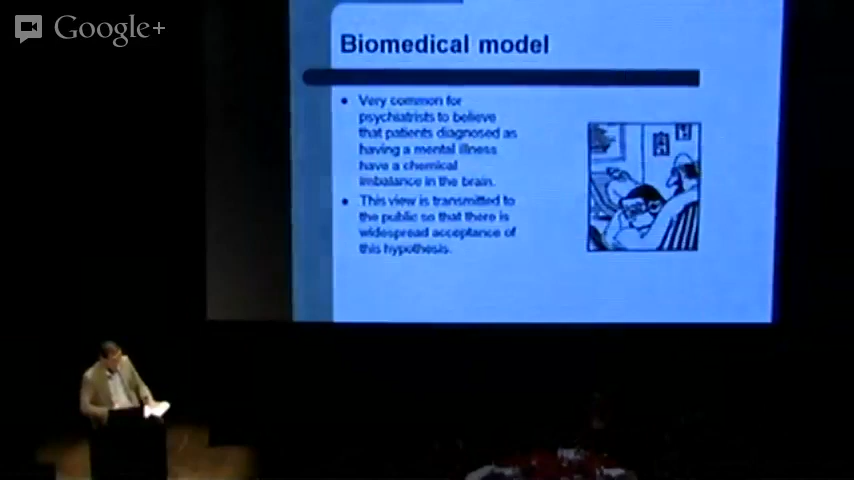 Google+
Biomedical model
Very common for
psychiatrists to believe
that patients diagnosed as
having a mental illness
have a chemical
imbalance in the brain.
This view is transmitted to
the public so that there is
widespread acceptance of
this hypothesis.